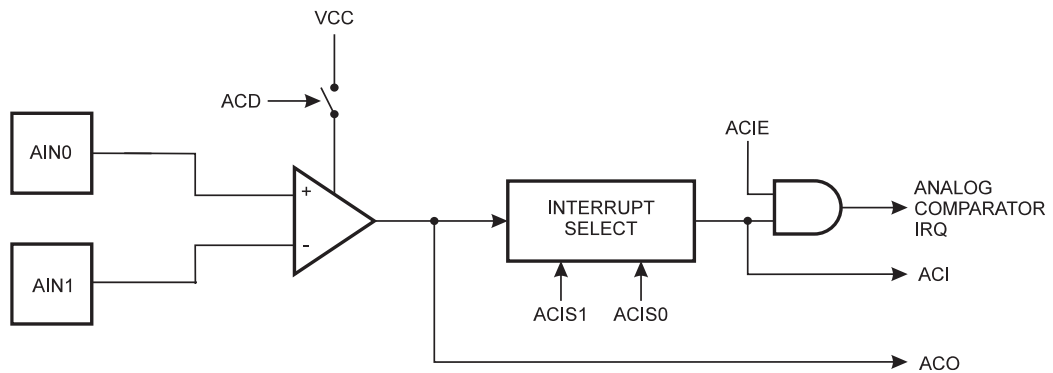 VCC
ACD
AIN0
ACIE
+
-
INTERRUPT
SELECT
ANALOG
COMPARATOR
IRQ
AIN1
ACI
ACIS1 ACIS0
ACO